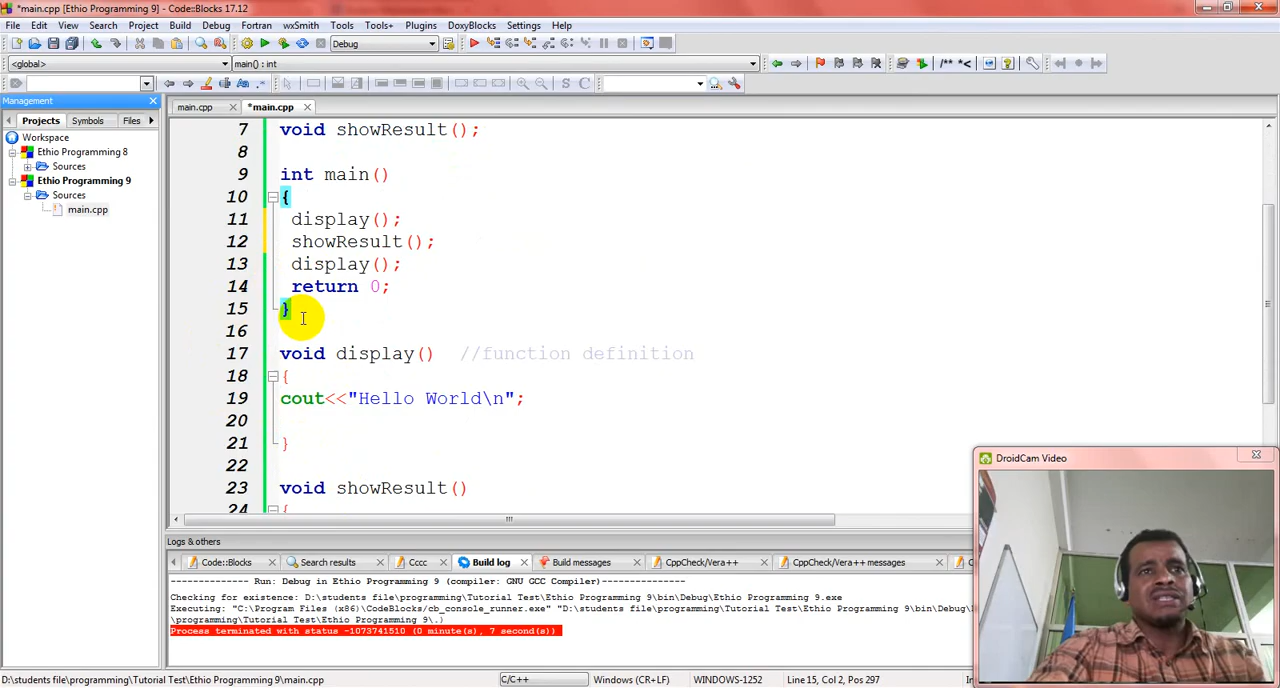 *main.cpp [Ethio Programming 9] - Code::Blocks 17.12
File Edit View Search Project Build Debug Fortran wxSmith Tools Tools+ Plugins DoxyBlocks Settings Help
Debug
<global> main() : int
/** *<
S C
Management
main.cpp *main.cpp
Projects Symbols Files
Workspace
Ethio Programming 8
Sources
Ethio Programming 9
Sources
main.cpp
7 void showResult();
8
9 int main()
10 {
11 display();
12 showResult();
13 display();
14 return 0;
15 }
16
17 void display() //function definition
18 {
19 cout<<"Hello World\n";
20
21 }
22
23 void showResult()
24 {
DroidCam Video
Logs & others
Code::Blocks Search results Cccc Build log Build messages CppCheck/Vera++ CppCheck/Vera++ messages
-------------- Run: Debug in Ethio Programming 9 (compiler: GNU GCC Compiler)---------------
Checking for existence: D:\students file\programming\Tutorial Test\Ethio Programming 9\bin\Debug\Ethio Programming 9.exe
Executing: "C:\Program Files (x86)\CodeBlocks/cb_console_runner.exe" "D:\students file\programming\Tutorial Test\Ethio Programming 9\bin\Debug\
\programming\Tutorial Test\Ethio Programming 9\.)
Process terminated with status -1073741510 (0 minute(s), 7 second(s))
D:\students file\programming\Tutorial Test\Ethio Programming 9\main.cpp C/C++ Windows (CR+LF) WINDOWS-1252 Line 15, Col 2, Pos 297